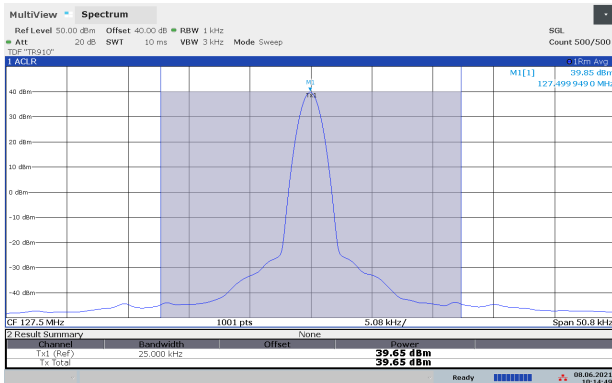 MultiView Spectrum
Ref Level 50.00 dBm Offset 40.00 dB RBW 1 kHz SGL
Att 20 dB SWT 10 ms VBW 3 kHz Mode Sweep Count 500/500
TDF "TR910"
1 ACLR 1Rm Avg
M1[1] 39.85 dBm
127.4999490 MHz
M1
Tx1
40 dBm
30 dBm
20 dBm
10 dBm
0 dBm
-10 dBm
-20 dBm
-30 dBm
-40 dBm
CF 127.5 MHz 1001 pts 5.08 kHz/ Span 50.8 kHz
2 Result Summary None
Channel Bandwidth Offset Power
Tx1 (Ref) 25.000 kHz 39.65 dBm
Tx Total 39.65 dBm
Ready 08.06.2021